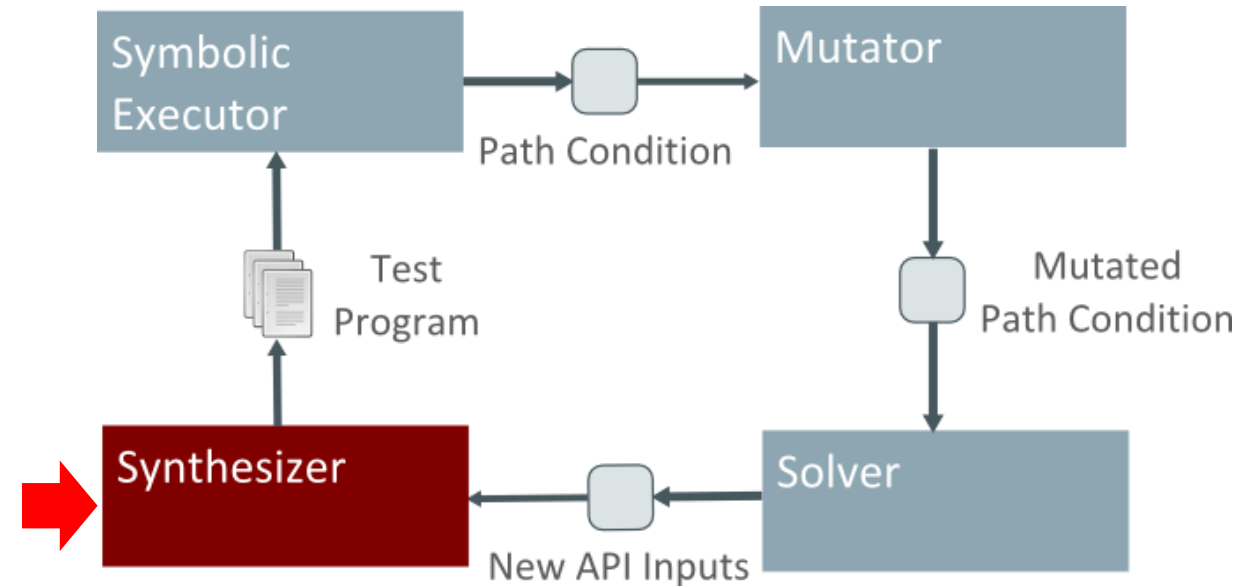 Symbolic
Executor
Path Condition
Mutator
Test
Program
Mutated
Path Condition
Synthesizer
New API Inputs
Solver